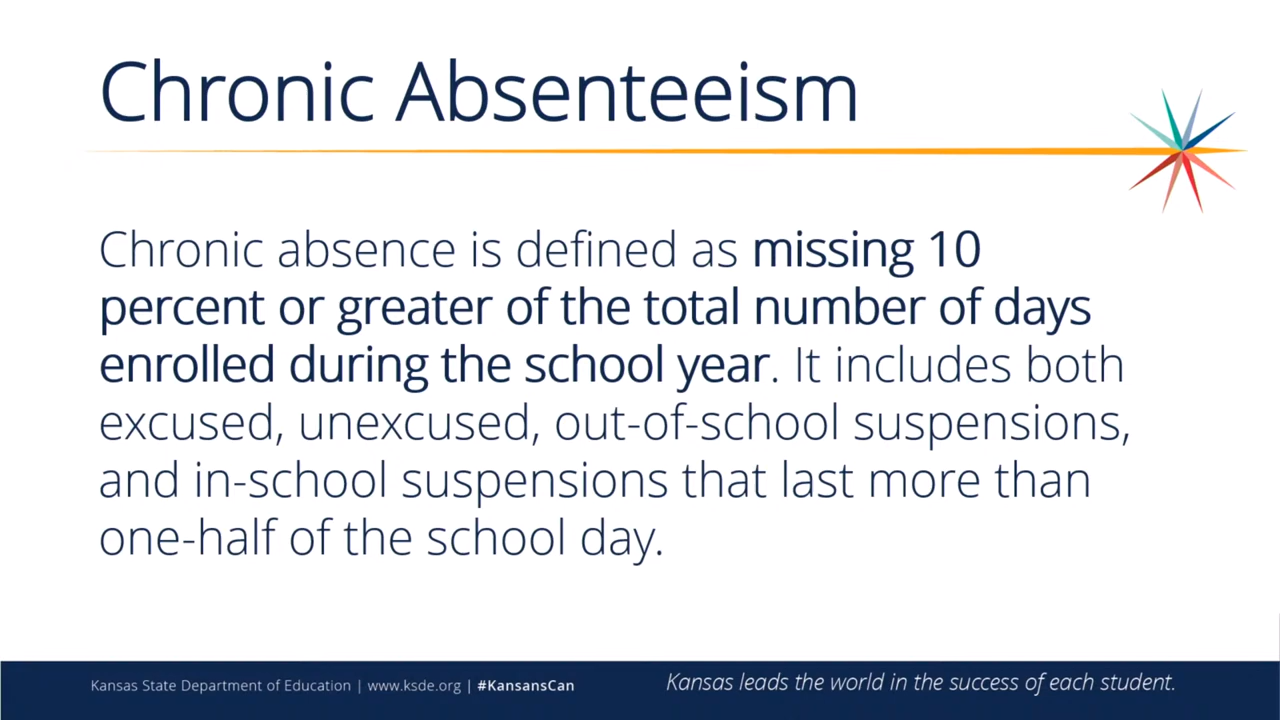 Chronic Absenteeism
Chronic absence is defined as missing 10
percent or greater of the total number of days
enrolled during the school year. It includes both
excused, unexcused, out-of-school suspensions,
and in-school suspensions that last more than
one-half of the school day.
Kansas State Department of Education | www.ksde.org | #KansansCan
Kansas leads the world in the success of each student.